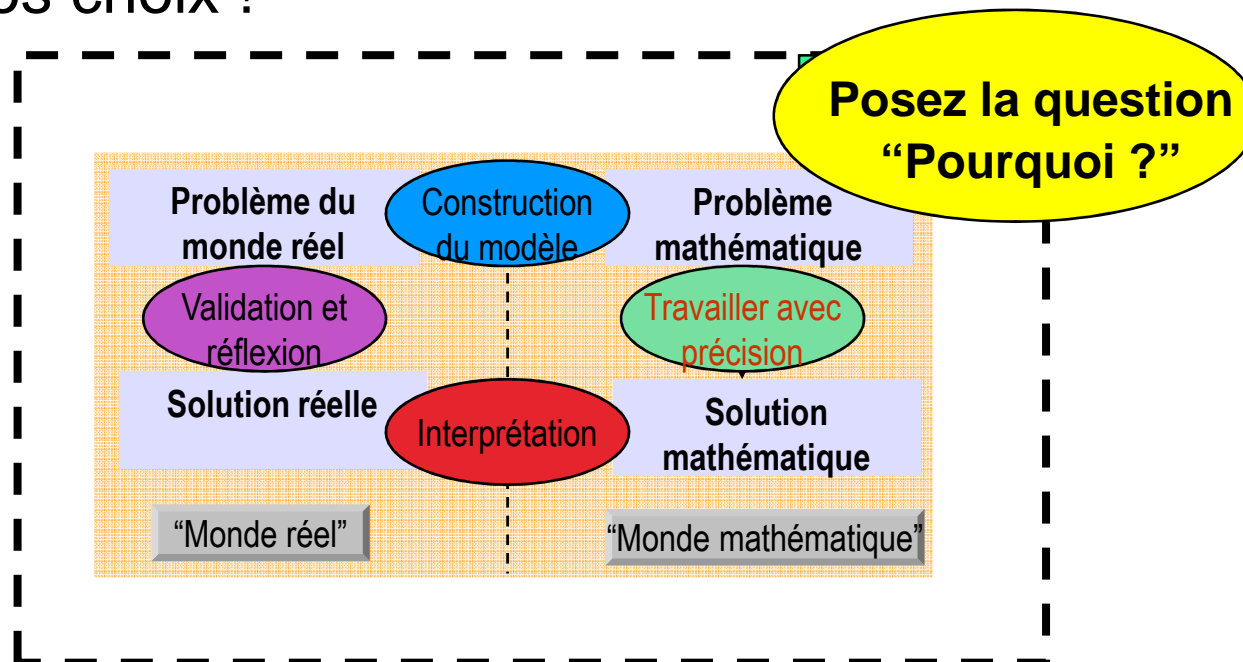 choix ?
Posez la question
“Pourquoi ?”
Problème du
monde réel
Construction
du modèle
Problème
mathématique
Validation et
réflexion
Travailler avec
précision
Solution réelle
Interprétation
Solution
mathématique
“Monde réel”
“Monde mathématique”